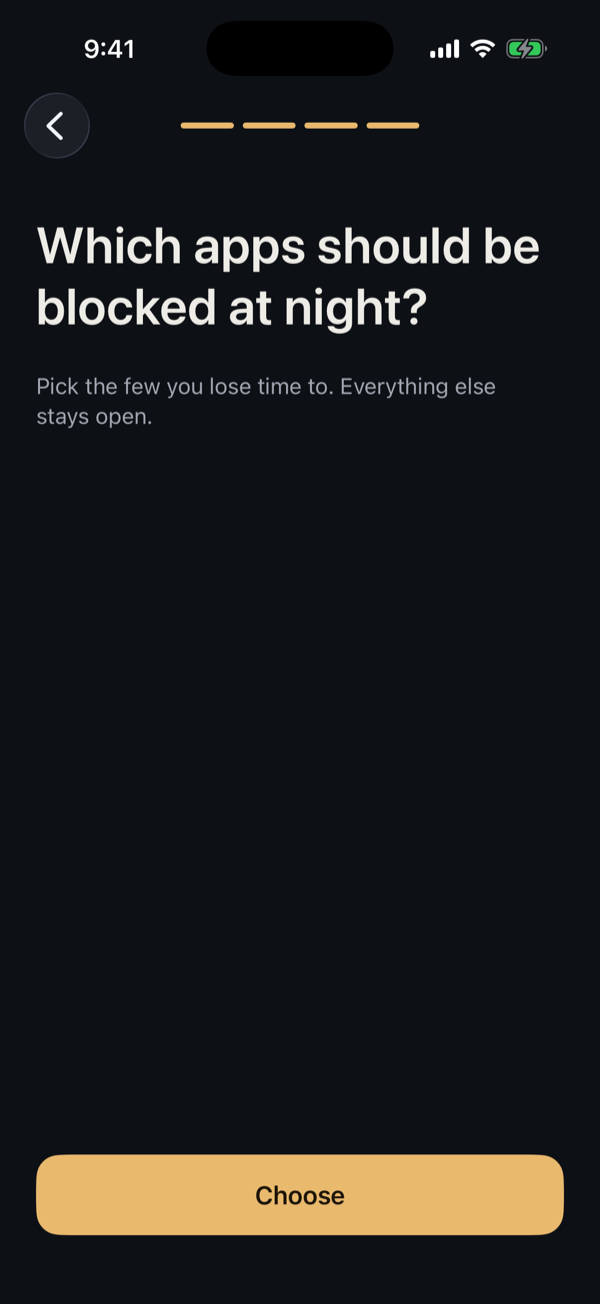 9:41
Which apps should be
blocked at night?
Pick the few you lose time to. Everything else
stays open.
Choose